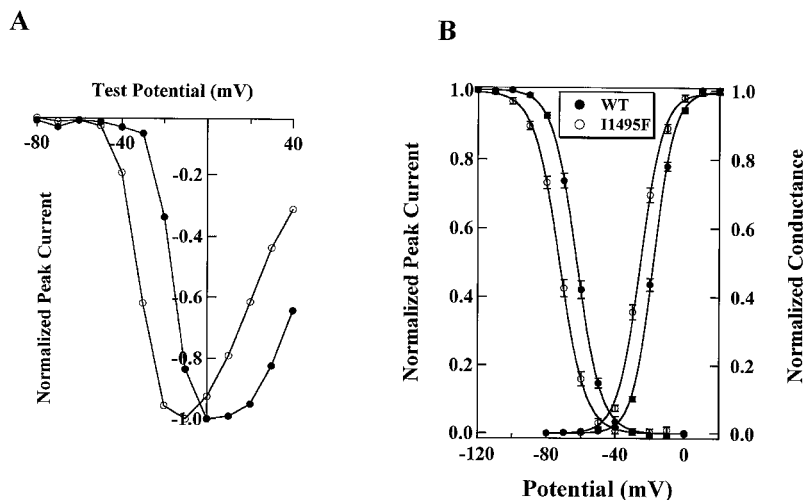 A
B
Test Potential (mV)
-80
-40
0
40
-0.2
-0.4
-0.6
-0.8
-1.0
Normalized Peak Current
1.0
0.8
0.6
0.4
0.2
0.0
Normalized Peak Current
WT
I1495F
1.0
0.8
0.6
0.4
0.2
0.0
Normalized Conductance
-120
-80
-40
0
Potential (mV)